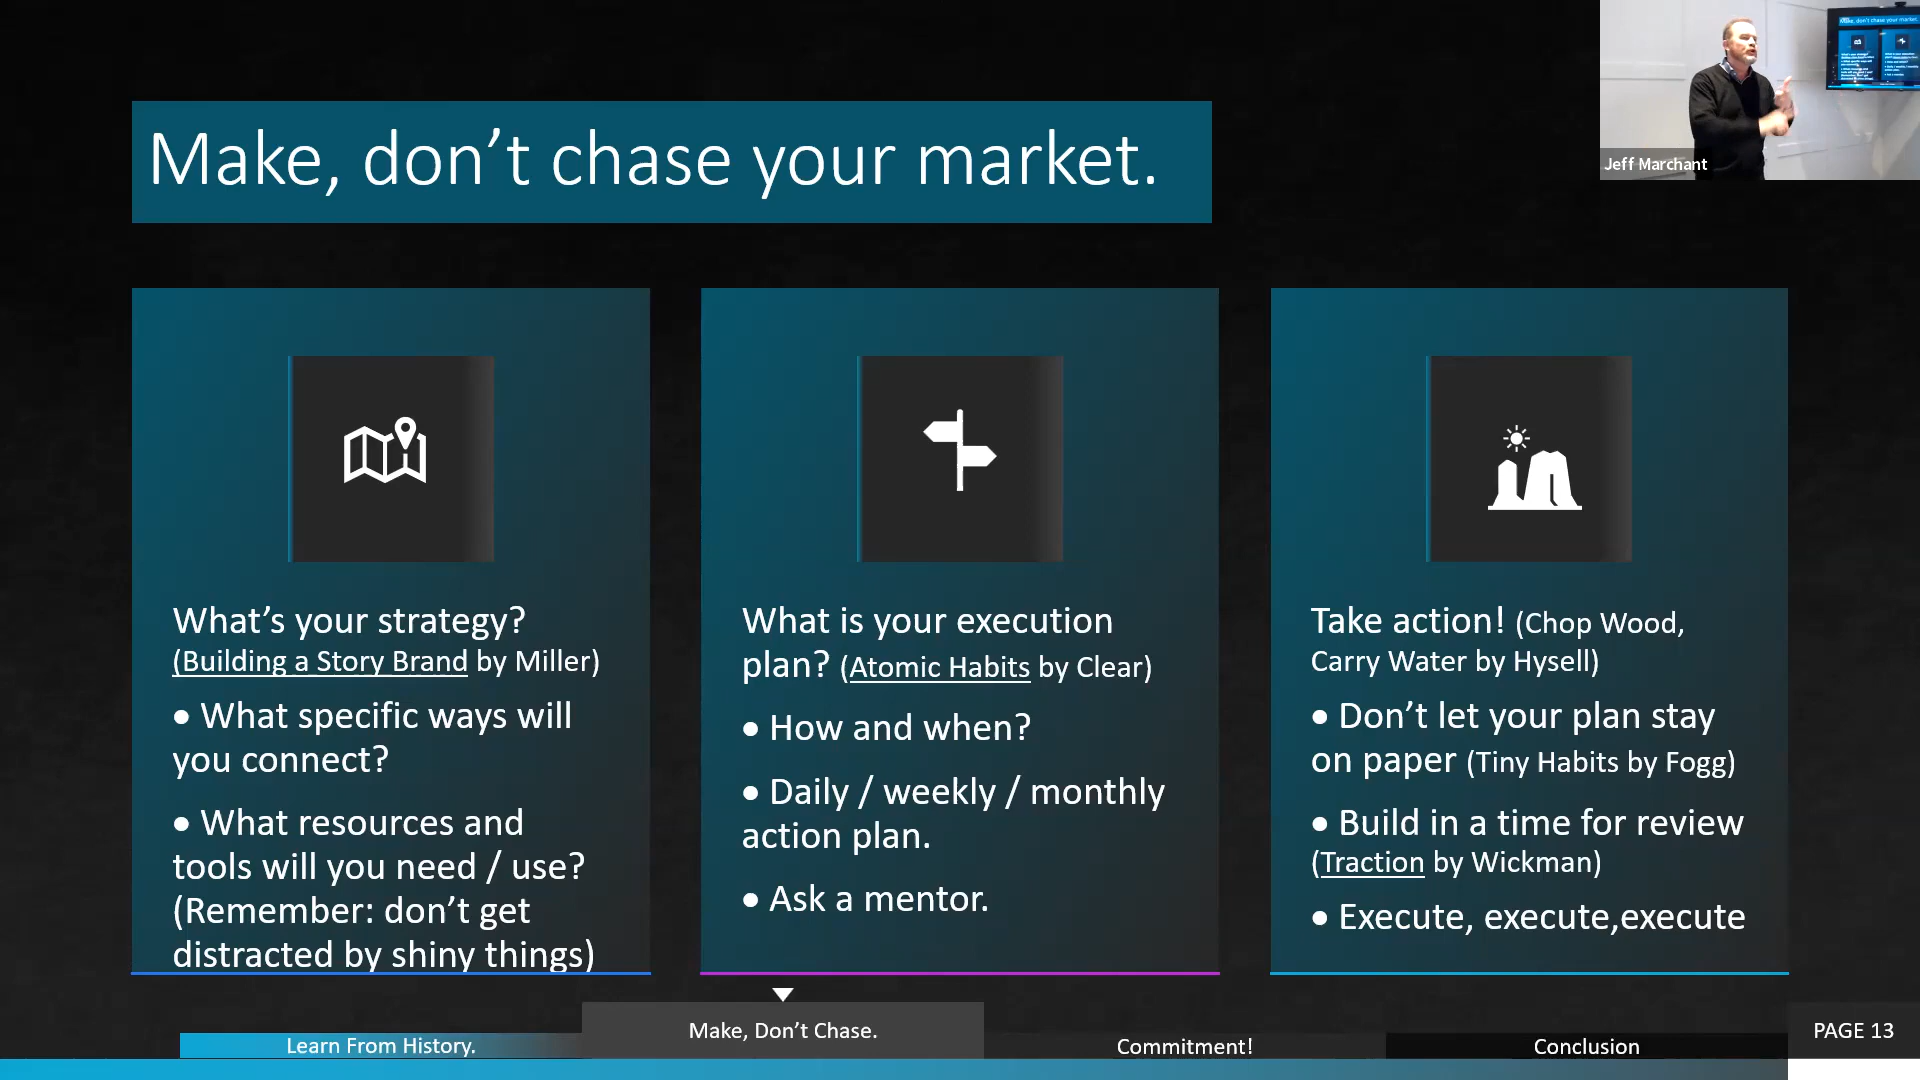 Make, don’t chase your market.
Jeff Marchant
What’s your strategy?
(Building a Story Brand by Miller)
• What specific ways will
you connect?
• What resources and
tools will you need / use?
(Remember: don’t get
distracted by shiny things)
What is your execution
plan? (Atomic Habits by Clear)
• How and when?
• Daily / weekly / monthly
action plan.
• Ask a mentor.
Take action! (Chop Wood,
Carry Water by Hysell)
• Don’t let your plan stay
on paper (Tiny Habits by Fogg)
• Build in a time for review
(Traction by Wickman)
• Execute, execute,execute
Learn From History.
Make, Don’t Chase.
Commitment!
Conclusion
PAGE 13